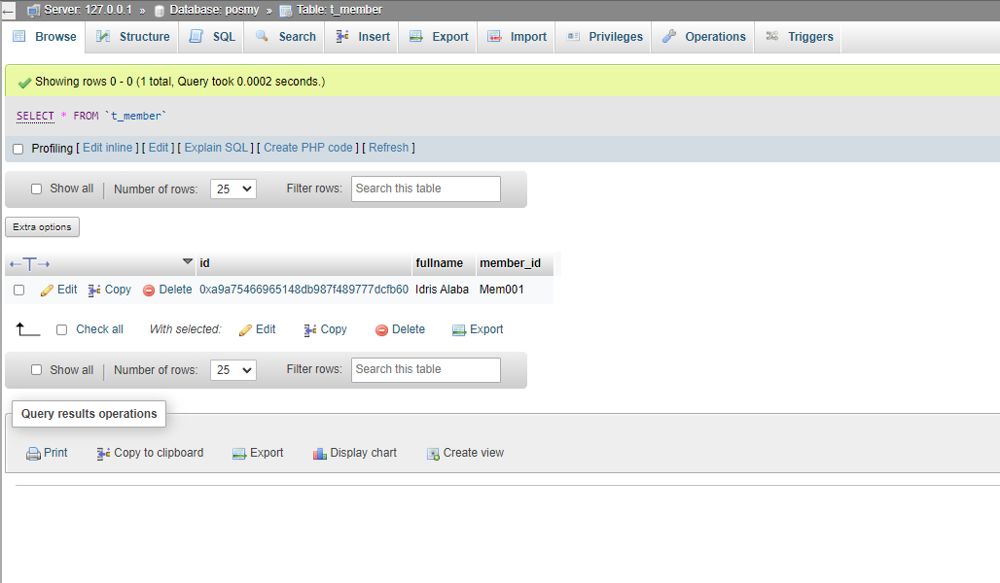 Server: 127.0.0.1 » Database: posmy » Table: t_member
Browse Structure SQL Search Insert Export Import Privileges Operations Triggers
Showing rows 0 - 0 (1 total, Query took 0.0002 seconds.)
SELECT * FROM `t_member`
Profiling [ Edit inline ] [ Edit ] [ Explain SQL ] [ Create PHP code ] [ Refresh ]
Show all Number of rows: 25 Filter rows: Search this table
Extra options
id fullname member_id
Edit Copy Delete 0xa9a75466965148db987f489777dcfb60 Idris Alaba Mem001
Check all With selected: Edit Copy Delete Export
Show all Number of rows: 25 Filter rows: Search this table
Query results operations
Print Copy to clipboard Export Display chart Create view